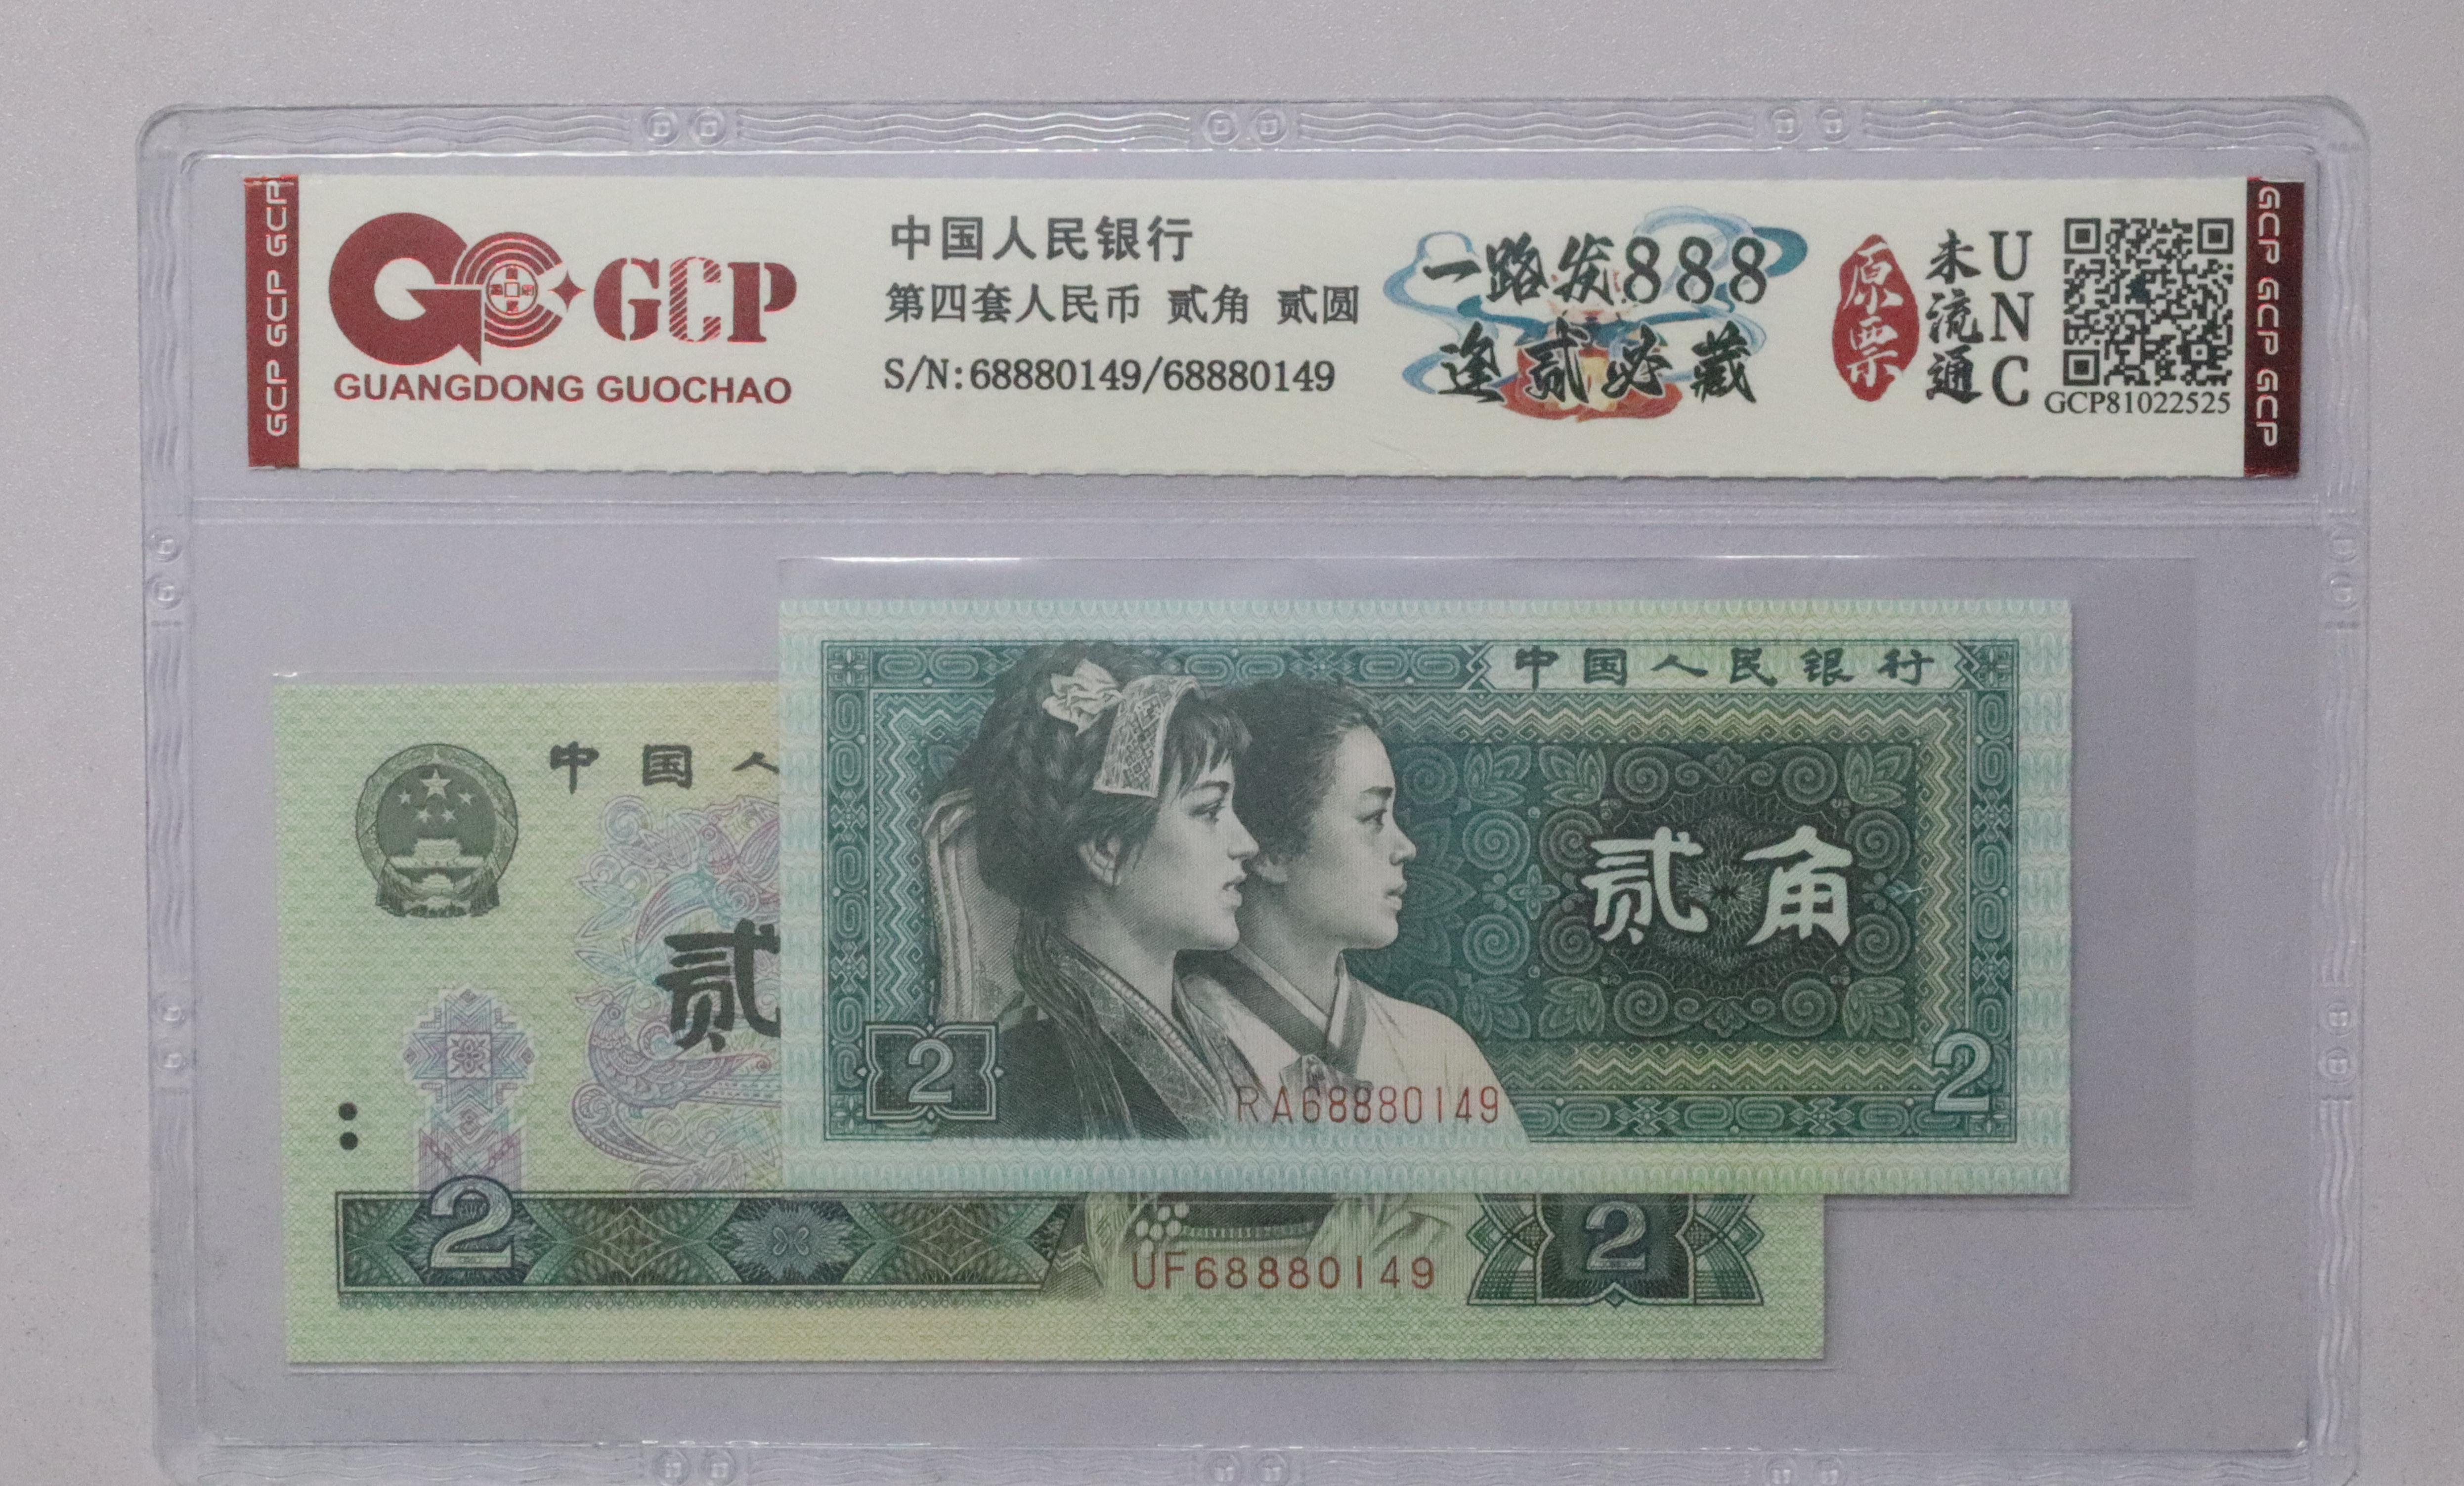 GCP GCP GCP
GCP
GUANGDONG GUOCHAO
中国人民银行
第四套人民币 贰角 贰圆
S/N:68880149/68880149
一路发888
逢贰必藏
原票
未流通
UNC
GCP81022525
GCP GCP GCP
中国人民银行
贰角
2
2
RA68880149
中国人
贰
2
2
UF68880149